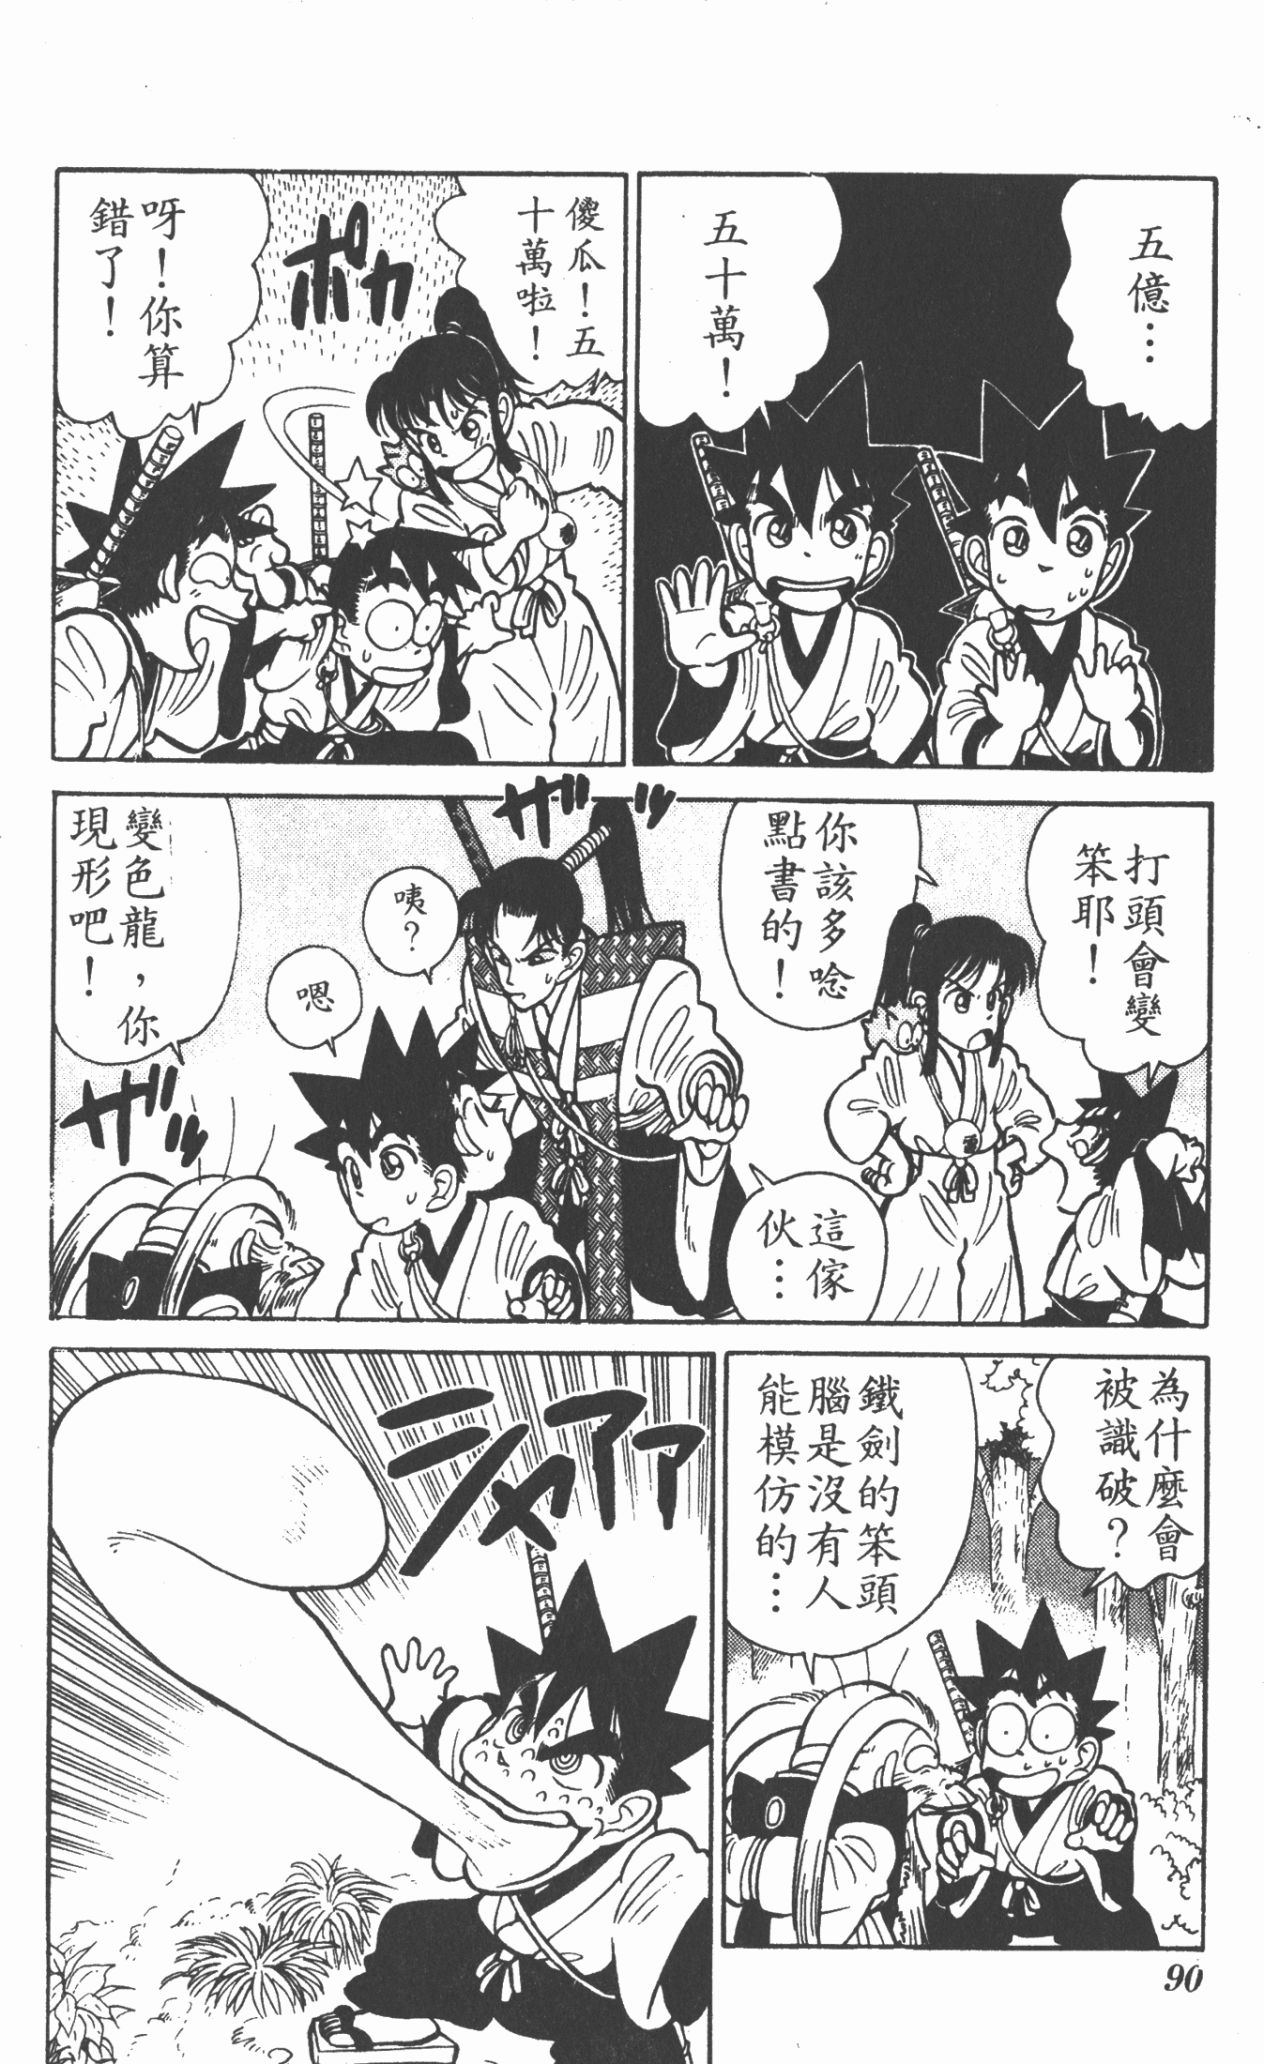 五億⋯
五十萬！
傻瓜！五
十萬啦！
ポカ
呀！你算
錯了！
打頭會變
笨耶！
你該多唸
點書的！
這傢
伙⋯
ザッ
咦？
嗯
變色龍，你
現形吧！
ザッ
為什麼會
被識破？
鐵劍的笨頭
腦是沒有人
能模仿的⋯
シャアア
90